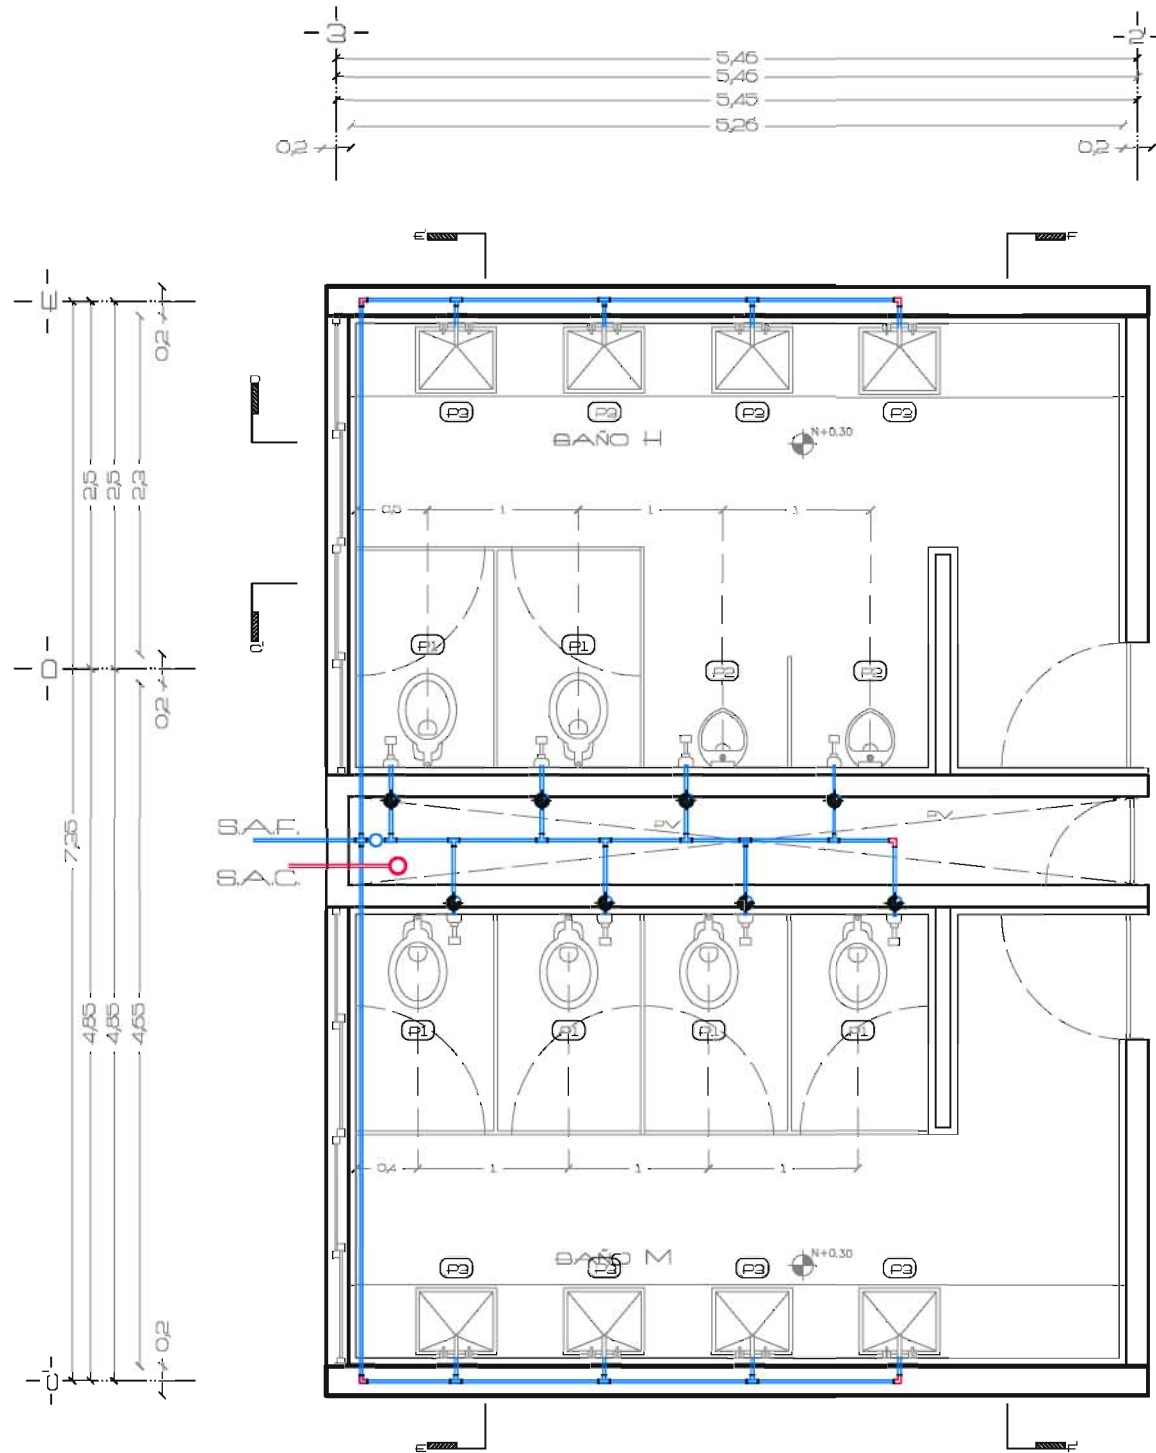 3
2
5,46
5,46
5,45
5,26
0,2
0,2
E'
F'
E
0,2
P3
P3
P3
P3
BAÑO H
N+0.30
2,5
2,5
2,3
0,5
1
1
1
P1
P1
P2
P2
D
0,2
7,35
S.A.F.
S.A.C.
PV
PV
4,85
4,85
4,65
P1
P1
P1
P1
0,4
1
1
1
BAÑO M
N+0.30
P3
P3
P3
P3
0,2
C'
E
F